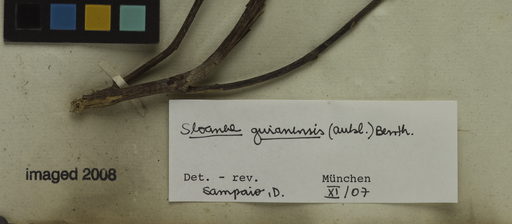 Sloanea guianensis (Aubl.) Benth.
Det. - rev. München
Sampaio, D. XI/07
imaged 2008